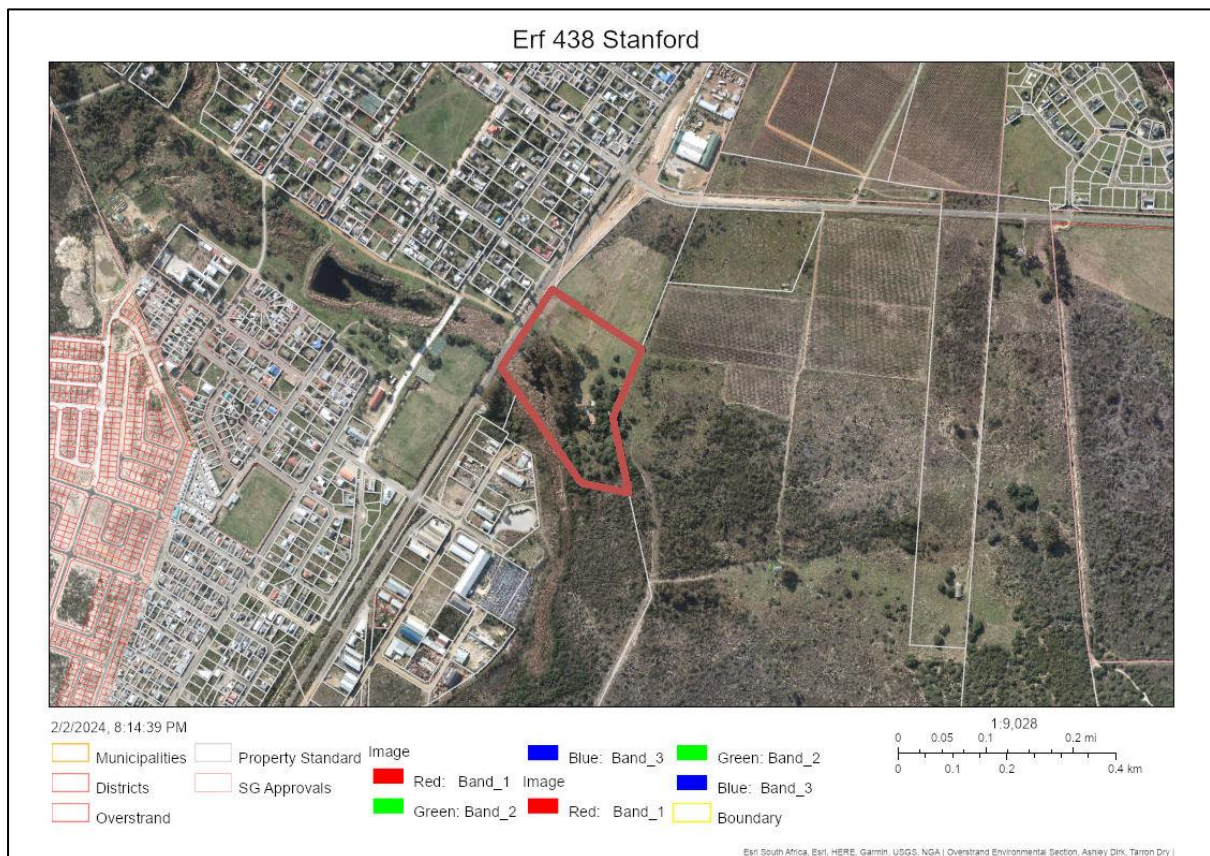 Erf 438 Stanford
2/2/2024, 8:14:39 PM
Municipalities
Districts
Overstrand
Property Standard
SG Approvals
Image
Red: Band_1
Green: Band_2
Blue: Band_3
Image
Red: Band_1
Green: Band_2
Blue: Band_3
Boundary
1:9,028
0 0.05 0.1 0.2 mi
0 0.1 0.2 0.4 km
Esri South Africa, Esri, HERE, Garmin, USGS, NGA | Overstrand Environmental Section, Ashley Dirk, Tarron Dry |